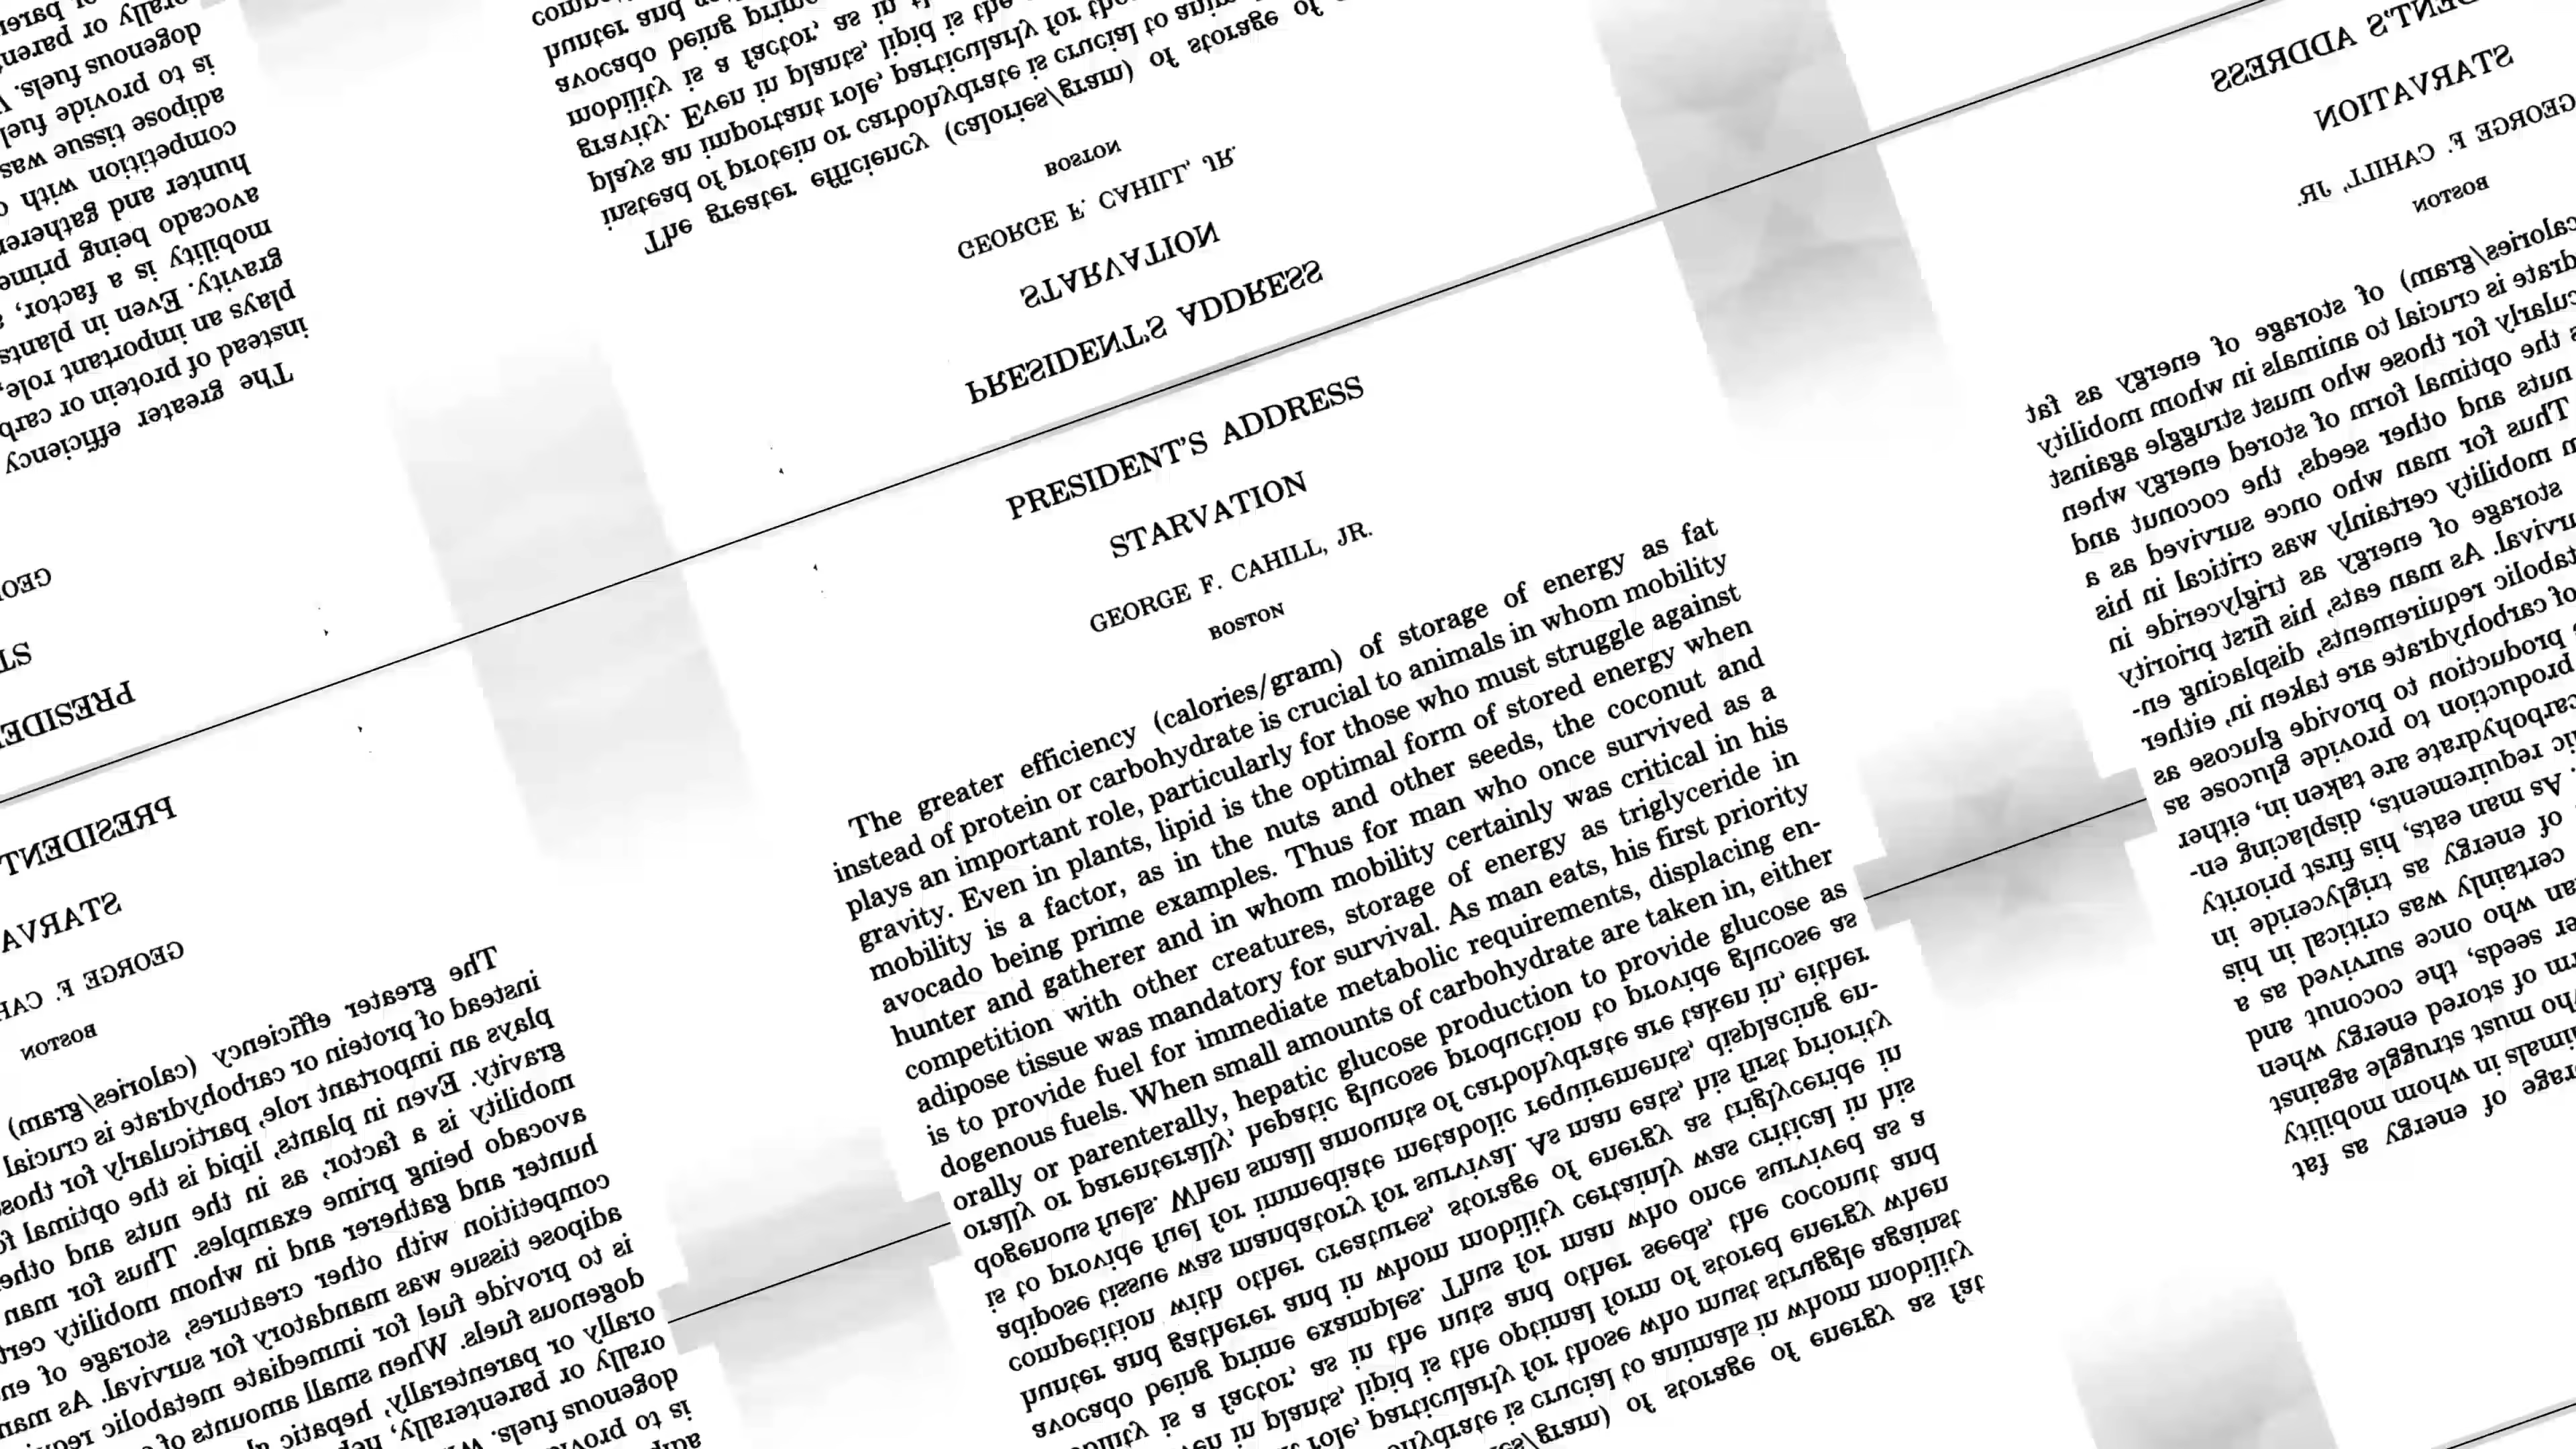 PRESIDENT'S ADDRESS
STARVATION
GEORGE F. CAHILL, JR.
BOSTON
The greater efficiency (calories/gram) of storage of energy as fat
instead of protein or carbohydrate is crucial to animals in whom mobility
plays an important role, particularly for those who must struggle against
gravity. Even in plants, lipid is the optimal form of stored energy when
mobility is a factor, as in the nuts and other seeds, the coconut and
avocado being prime examples. Thus for man who once survived as a
hunter and gatherer and in whom mobility certainly was critical in his
competition with other creatures, storage of energy as triglyceride in
adipose tissue was mandatory for survival. As man eats, his first priority
is to provide fuel for immediate metabolic requirements, displacing en-
dogenous fuels. When small amounts of carbohydrate are taken in, either
orally or parenterally, hepatic glucose production to provide glucose as